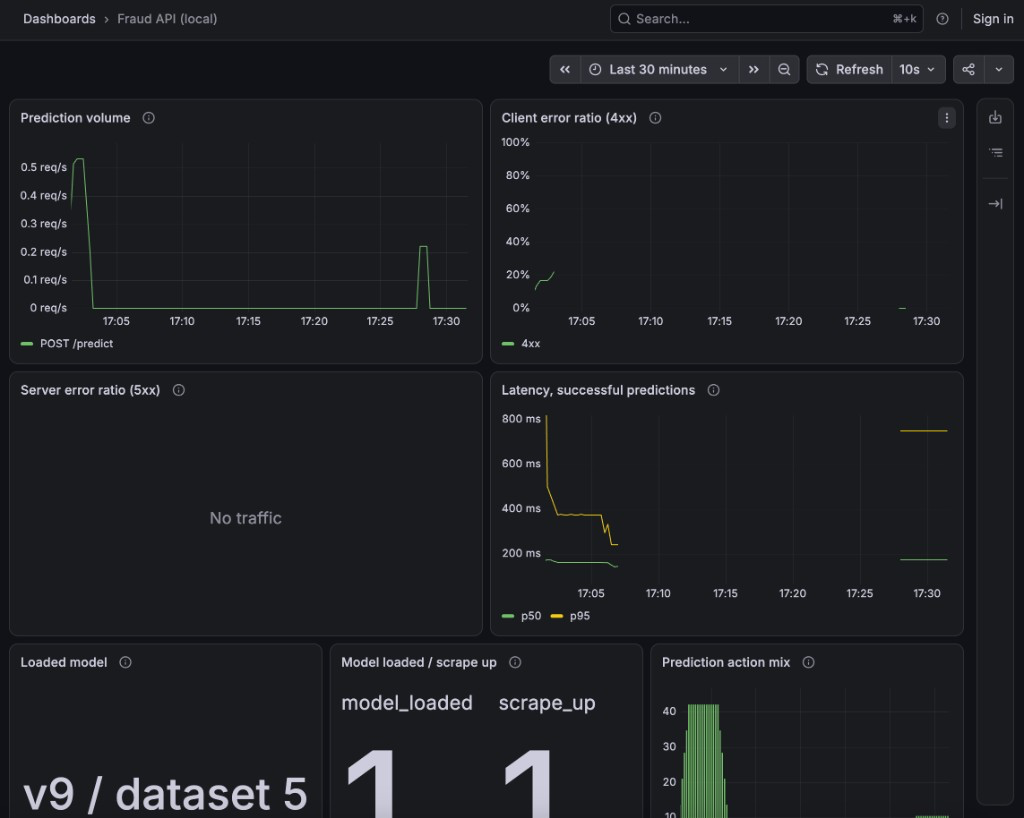 Dashboards › Fraud API (local)
Search... ⌘+k
Sign in
Last 30 minutes
Refresh 10s
Prediction volume
0.5 req/s
0.4 req/s
0.3 req/s
0.2 req/s
0.1 req/s
0 req/s
17:05 17:10 17:15 17:20 17:25 17:30
POST /predict
Client error ratio (4xx)
100%
80%
60%
40%
20%
0%
17:05 17:10 17:15 17:20 17:25 17:30
4xx
Server error ratio (5xx)
No traffic
Latency, successful predictions
800 ms
600 ms
400 ms
200 ms
17:05 17:10 17:15 17:20 17:25 17:30
p50 p95
Loaded model
v9 / dataset 5
Model loaded / scrape up
model_loaded scrape_up
1 1
Prediction action mix
40
30
20
10